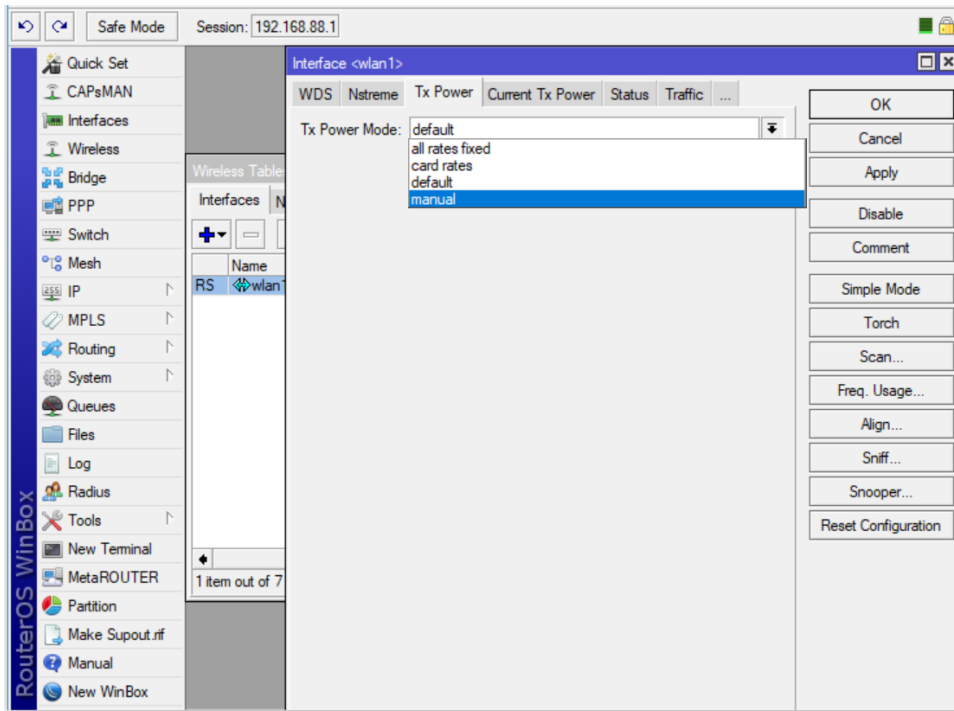 Safe Mode
Session: 192.168.88.1
RouterOS WinBox
Quick Set
CAPsMAN
Interfaces
Wireless
Bridge
PPP
Switch
Mesh
IP
MPLS
Routing
System
Queues
Files
Log
Radius
Tools
New Terminal
MetaROUTER
Partition
Make Supout.rif
Manual
New WinBox
Wireless Table
Interfaces N
Name
RS wlan1
1 item out of 7
Interface <wlan1>
WDS Nstreme Tx Power Current Tx Power Status Traffic ...
Tx Power Mode: default
all rates fixed
card rates
default
manual
OK
Cancel
Apply
Disable
Comment
Simple Mode
Torch
Scan...
Freq. Usage...
Align...
Sniff...
Snooper...
Reset Configuration